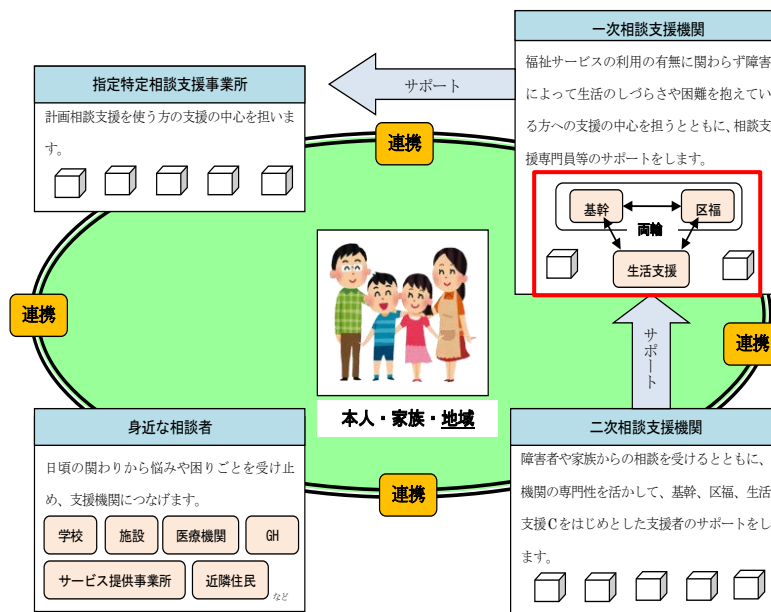 一次相談支援機関
福祉サービスの利用の有無に関わらず障害
によって生活のしづらさや困難を抱えてい
る方への支援の中心を担うとともに、相談支
援専門員等のサポートをします。
基幹
区福
両輪
生活支援
サポート
指定特定相談支援事業所
計画相談支援を使う方の支援の中心を担いま
す。
連携
連携
連携
連携
本人・家族・地域
サポート
身近な相談者
日頃の関わりから悩みや困りごとを受け止
め、支援機関につなげます。
学校
施設
医療機関
GH
サービス提供事業所
近隣住民
など
二次相談支援機関
障害者や家族からの相談を受けるとともに、
機関の専門性を活かして、基幹、区福、生活
支援Cをはじめとした支援者のサポートをし
ます。